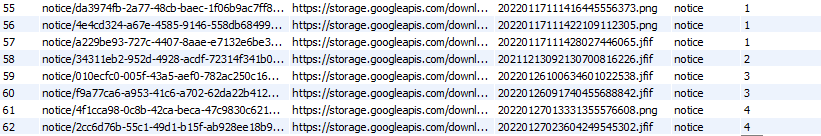 55 notice/da3974fb-2a77-48cb-baec-1f06b9ac7ff8... https://storage.googleapis.com/downl... 20220117111416445556373.png notice 1
56 notice/4e4cd324-a67e-4585-9146-558db68499... https://storage.googleapis.com/downl... 20220117111422109112305.png notice 1
57 notice/a229be93-727c-4407-8aae-e7132e6be3... https://storage.googleapis.com/downl... 20220117111428027446065.jfif notice 1
58 notice/34311eb2-952d-4928-acdf-72314f341b0... https://storage.googleapis.com/downl... 20211213092130700816226.jfif notice 2
59 notice/010ecfc0-005f-43a5-aef0-782ac250c16... https://storage.googleapis.com/downl... 20220126100634601022538.jfif notice 3
60 notice/f9a77ca6-a953-41c6-a702-62da22b412... https://storage.googleapis.com/downl... 20220126091740455688842.jfif notice 3
61 notice/4f1cca98-0c8b-42ca-beca-47c9830c621... https://storage.googleapis.com/downl... 20220127013331355576608.png notice 4
62 notice/2cc6d76b-55c1-49d1-b15f-ab928ee18b9... https://storage.googleapis.com/downl... 20220127023604249545302.jfif notice 4